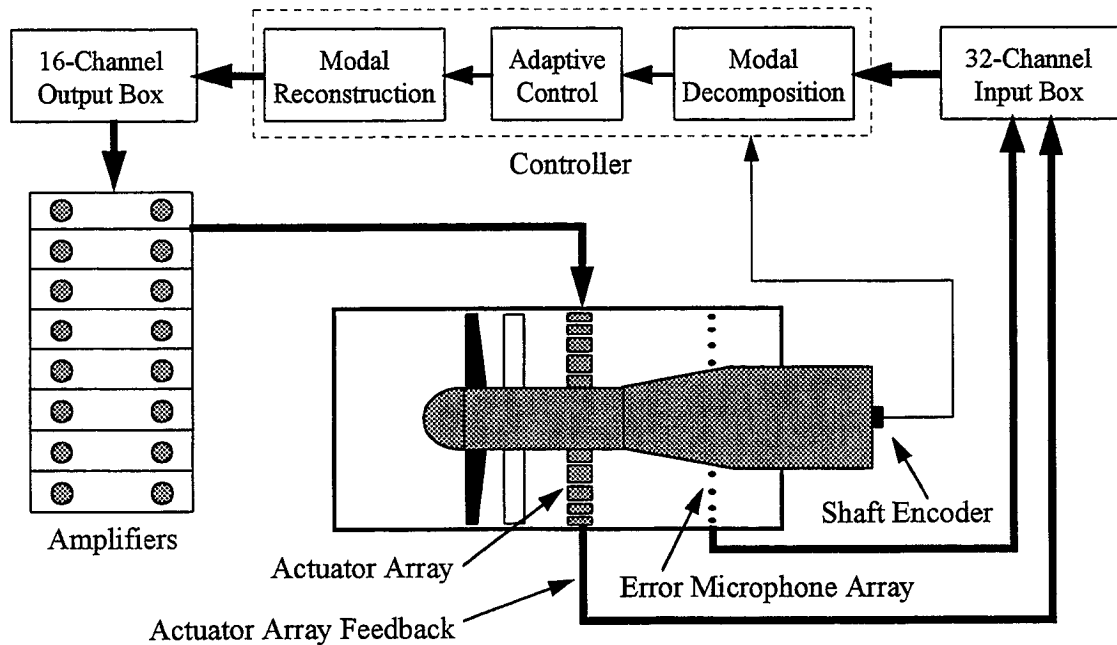 16-Channel
Output Box
Modal
Reconstruction
Adaptive
Control
Modal
Decomposition
32-Channel
Input Box
Controller
Amplifiers
Shaft Encoder
Actuator Array
Error Microphone Array
Actuator Array Feedback